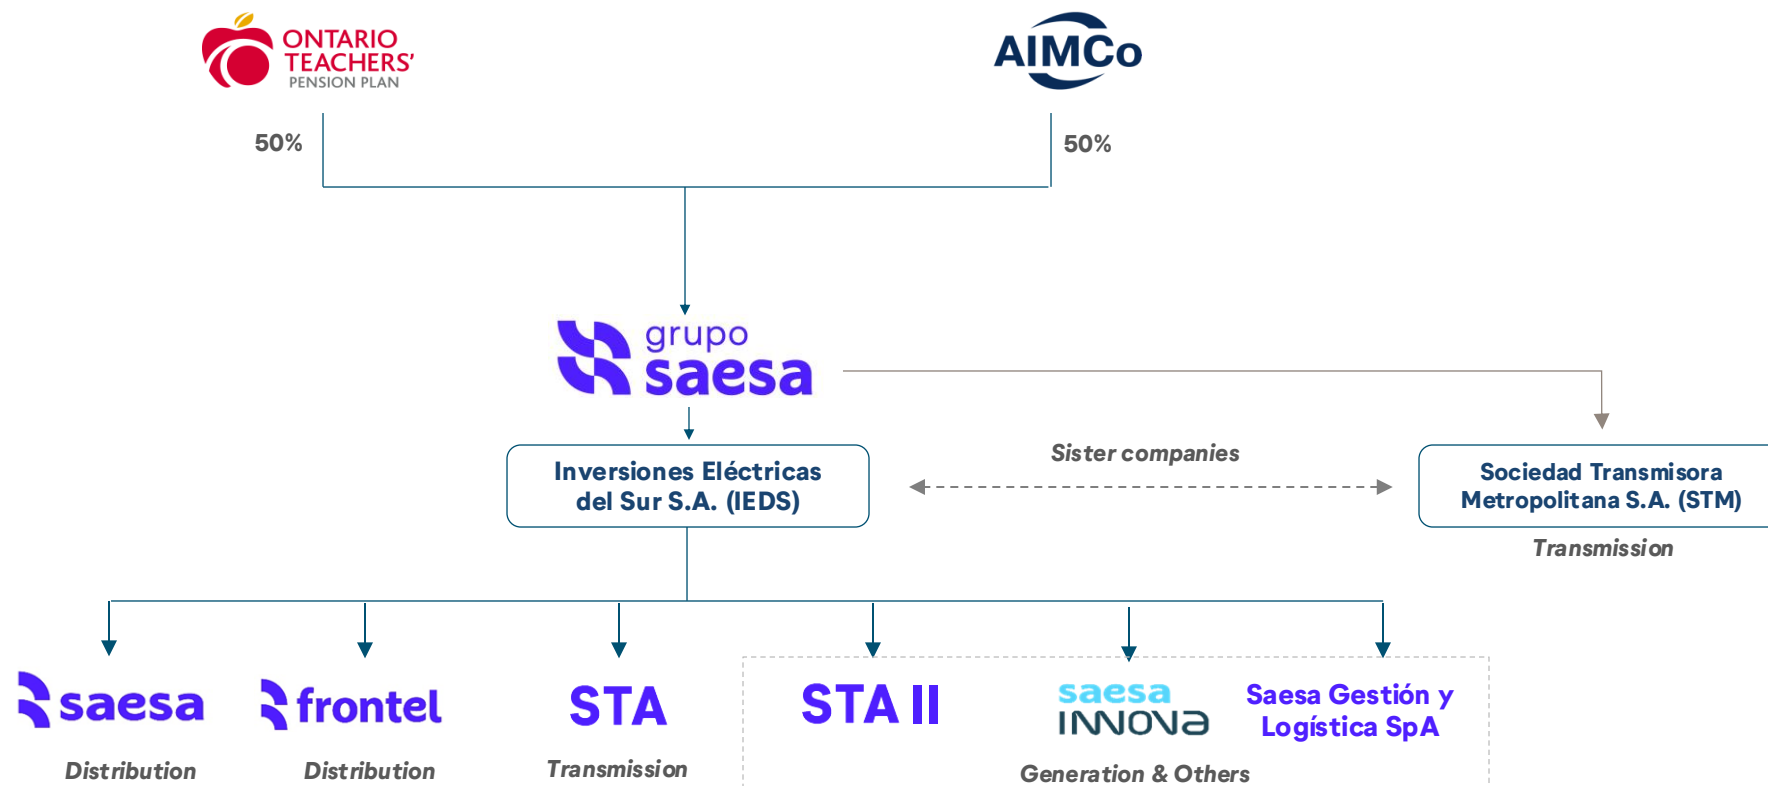 ONTARIO
TEACHERS'
PENSION PLAN
AIMCo
50%
50%
grupo
saesa
Inversiones Eléctricas
del Sur S.A. (IEDS)
Sister companies
Sociedad Transmisora
Metropolitana S.A. (STM)
Transmission
saesa
frontel
STA
STA II
saesa
INNOVA
Saesa Gestión y
Logística SpA
Distribution
Distribution
Transmission
Generation & Others